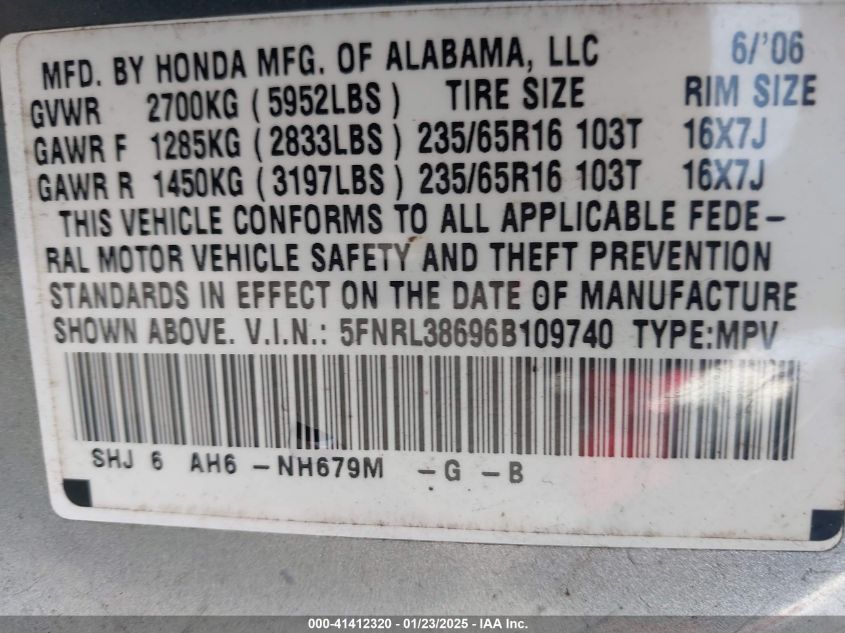 MFD. BY HONDA MFG. OF ALABAMA, LLC 6/'06
GVWR 2700KG (5952LBS) TIRE SIZE RIM SIZE
GAWR F 1285KG (2833LBS) 235/65R16 103T 16X7J
GAWR R 1450KG (3197LBS) 235/65R16 103T 16X7J
THIS VEHICLE CONFORMS TO ALL APPLICABLE FEDE-
RAL MOTOR VEHICLE SAFETY AND THEFT PREVENTION
STANDARDS IN EFFECT ON THE DATE OF MANUFACTURE
SHOWN ABOVE. V.I.N.: 5FNRL38696B109740 TYPE:MPV
SHJ 6 AH6 -NH679M -G -B
000-41412320 - 01/23/2025 - IAA Inc.